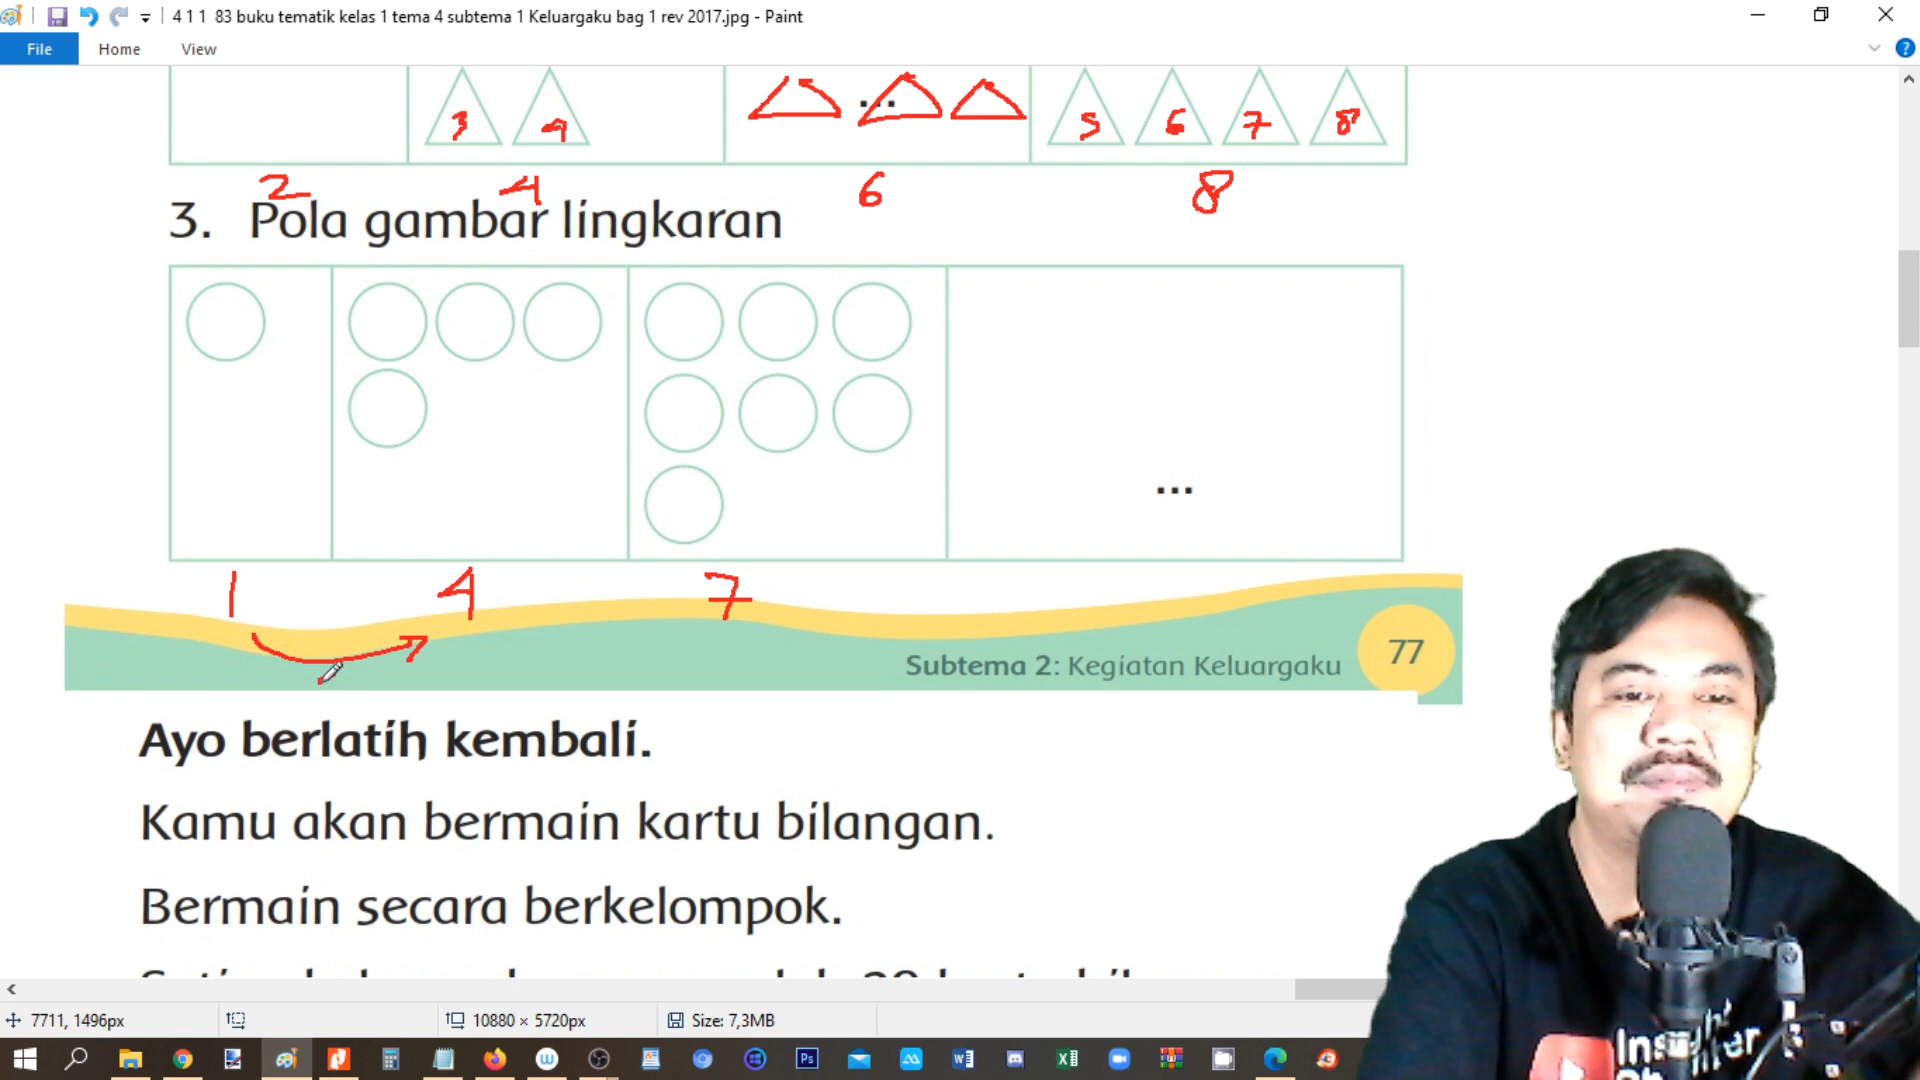 4 1 1 83 buku tematik kelas 1 tema 4 subtema 1 Keluargaku bag 1 rev 2017.jpg - Paint
File Home View
3 4 5 6 7 8
2 4 6 8
3. Pola gambar lingkaran
...
1 4 7
77
Subtema 2: Kegiatan Keluargaku
Ayo berlatih kembali.
Kamu akan bermain kartu bilangan.
Bermain secara berkelompok.
7711, 1496px 10880 × 5720px Size: 7,3MB